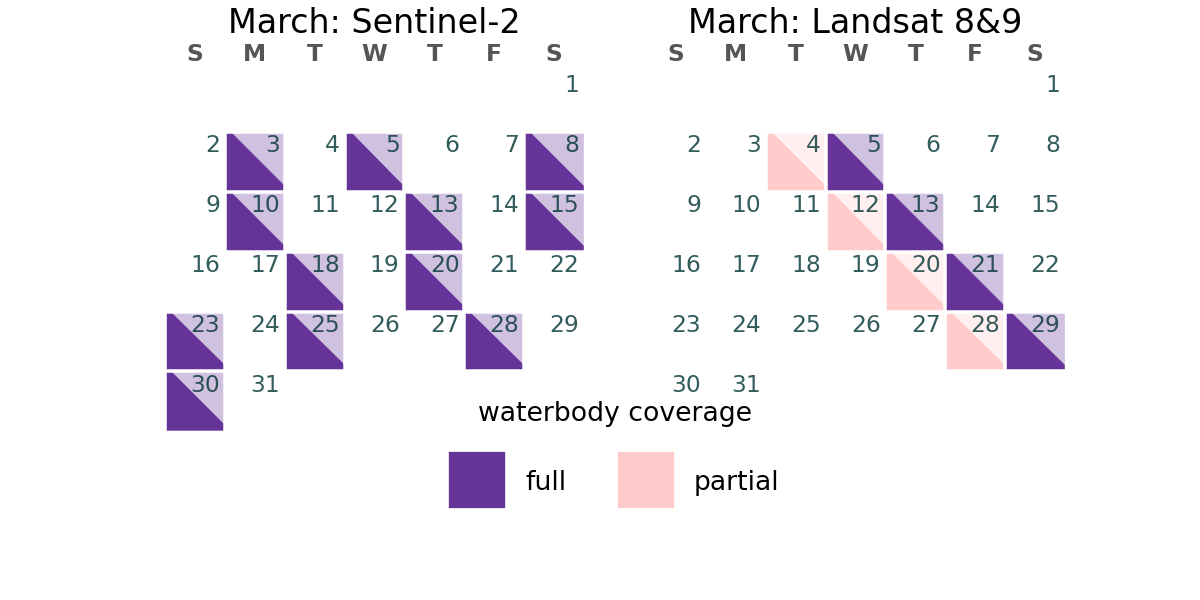 March: Sentinel-2
S M T W T F S
1
2 3 4 5 6 7 8
9 10 11 12 13 14 15
16 17 18 19 20 21 22
23 24 25 26 27 28 29
30 31
March: Landsat 8&9
S M T W T F S
1
2 3 4 5 6 7 8
9 10 11 12 13 14 15
16 17 18 19 20 21 22
23 24 25 26 27 28 29
30 31
waterbody coverage
full partial